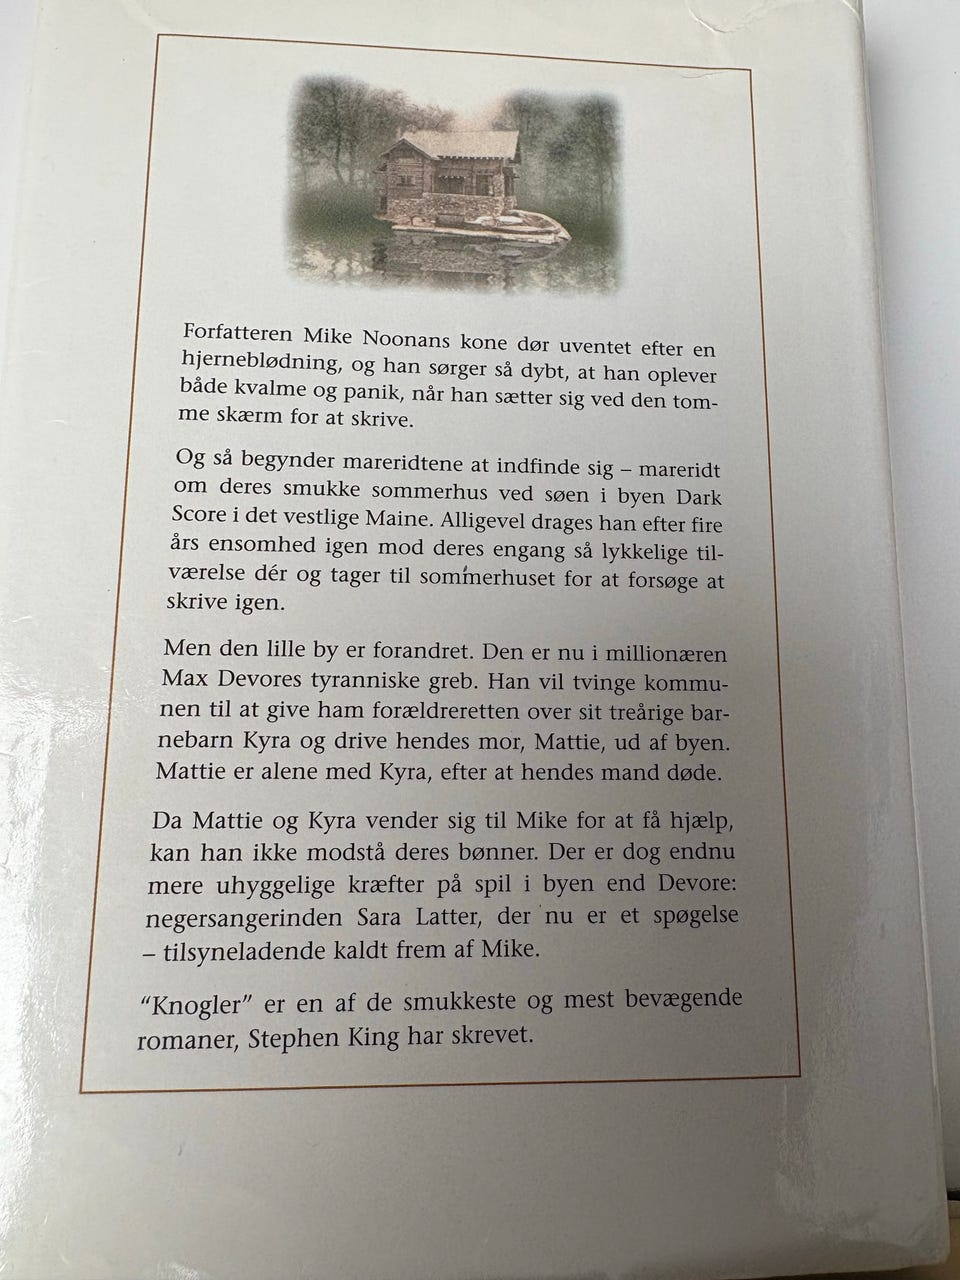 Forfatteren Mike Noonans kone dør uventet efter en
hjerneblødning, og han sørger så dybt, at han oplever
både kvalme og panik, når han sætter sig ved den tom-
me skærm for at skrive.
Og så begynder mareridtene at indfinde sig – mareridt
om deres smukke sommerhus ved søen i byen Dark
Score i det vestlige Maine. Alligevel drages han efter fire
års ensomhed igen mod deres engang så lykkelige til-
værelse dér og tager til sommerhuset for at forsøge at
skrive igen.
Men den lille by er forandret. Den er nu i millionæren
Max Devores tyranniske greb. Han vil tvinge kommu-
nen til at give ham forældreretten over sit treårige bar-
nebarn Kyra og drive hendes mor, Mattie, ud af byen.
Mattie er alene med Kyra, efter at hendes mand døde.
Da Mattie og Kyra vender sig til Mike for at få hjælp,
kan han ikke modstå deres bønner. Der er dog endnu
mere uhyggelige kræfter på spil i byen end Devore:
negersangerinden Sara Latter, der nu er et spøgelse
– tilsyneladende kaldt frem af Mike.
“Knogler” er en af de smukkeste og mest bevægende
romaner, Stephen King har skrevet.